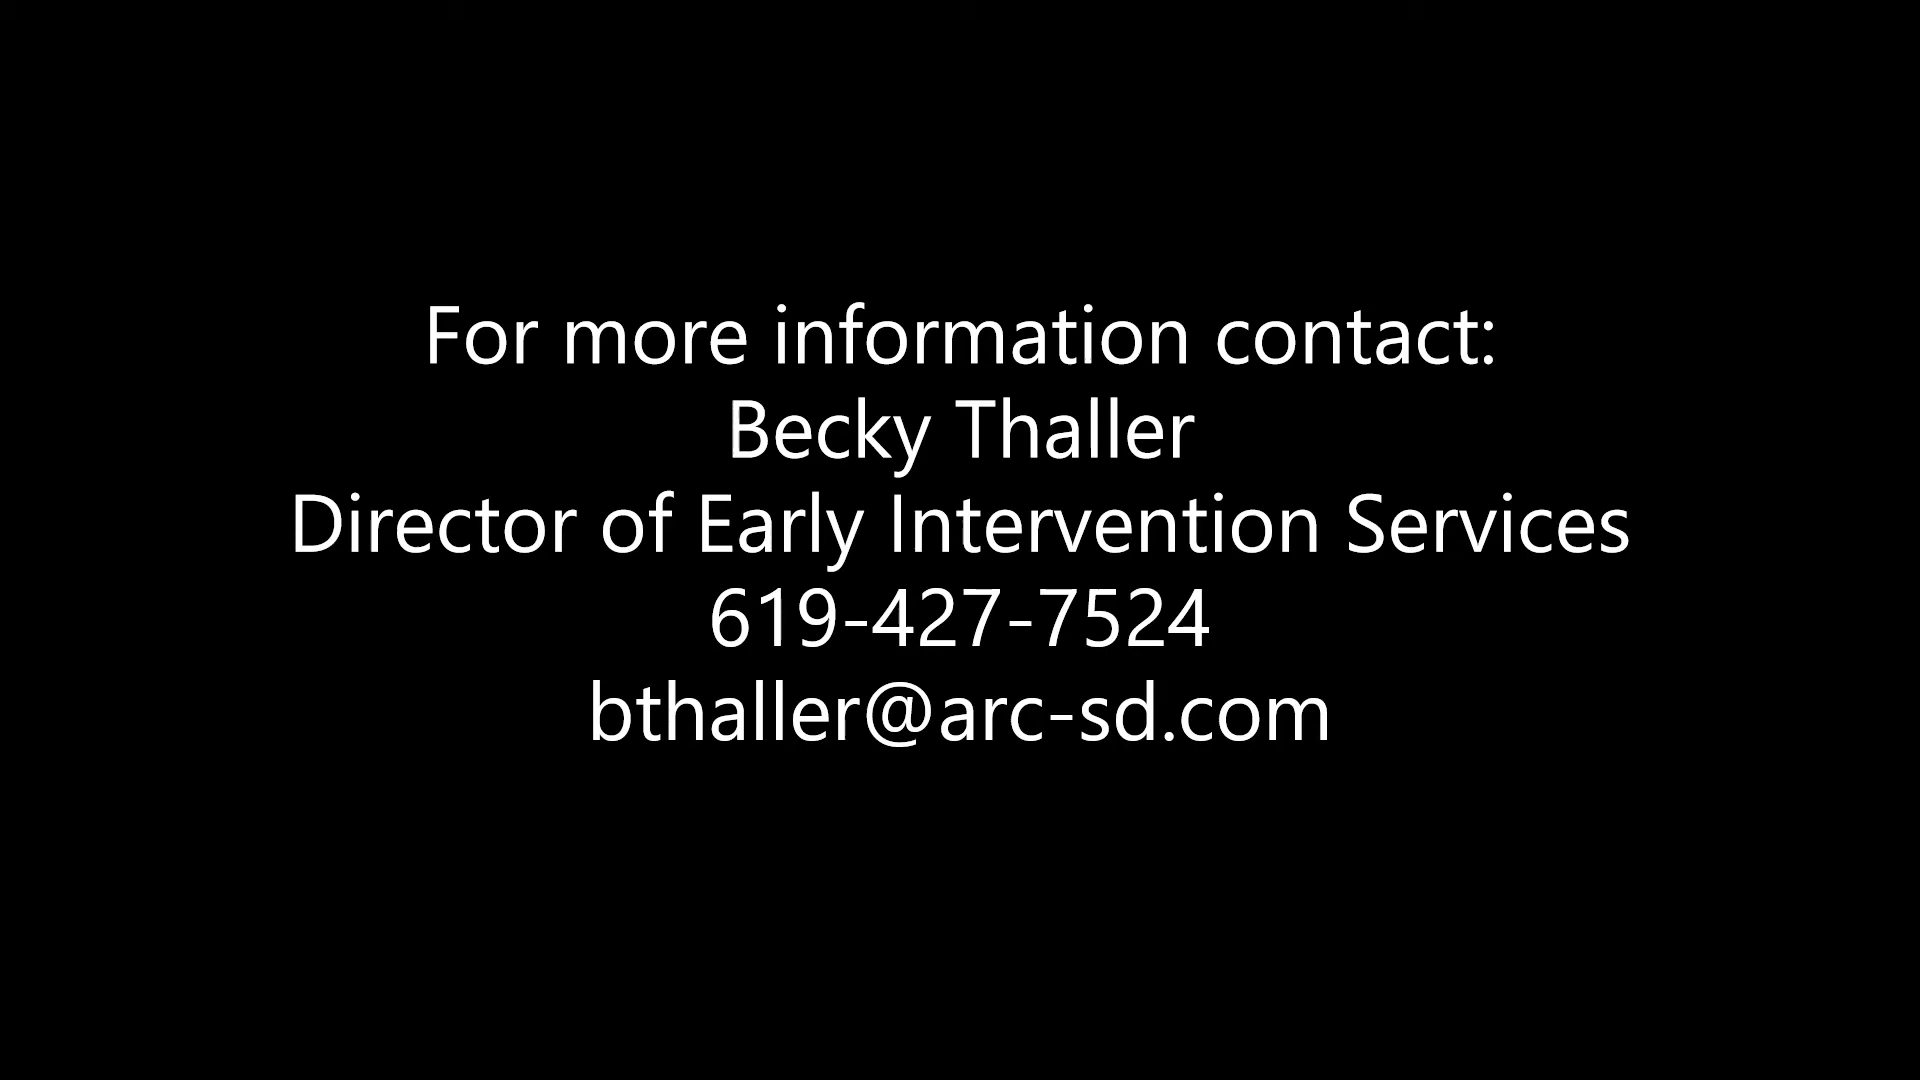 For more information contact:
Becky Thaller
Director of Early Intervention Services
619-427-7524
bthaller@arc-sd.com